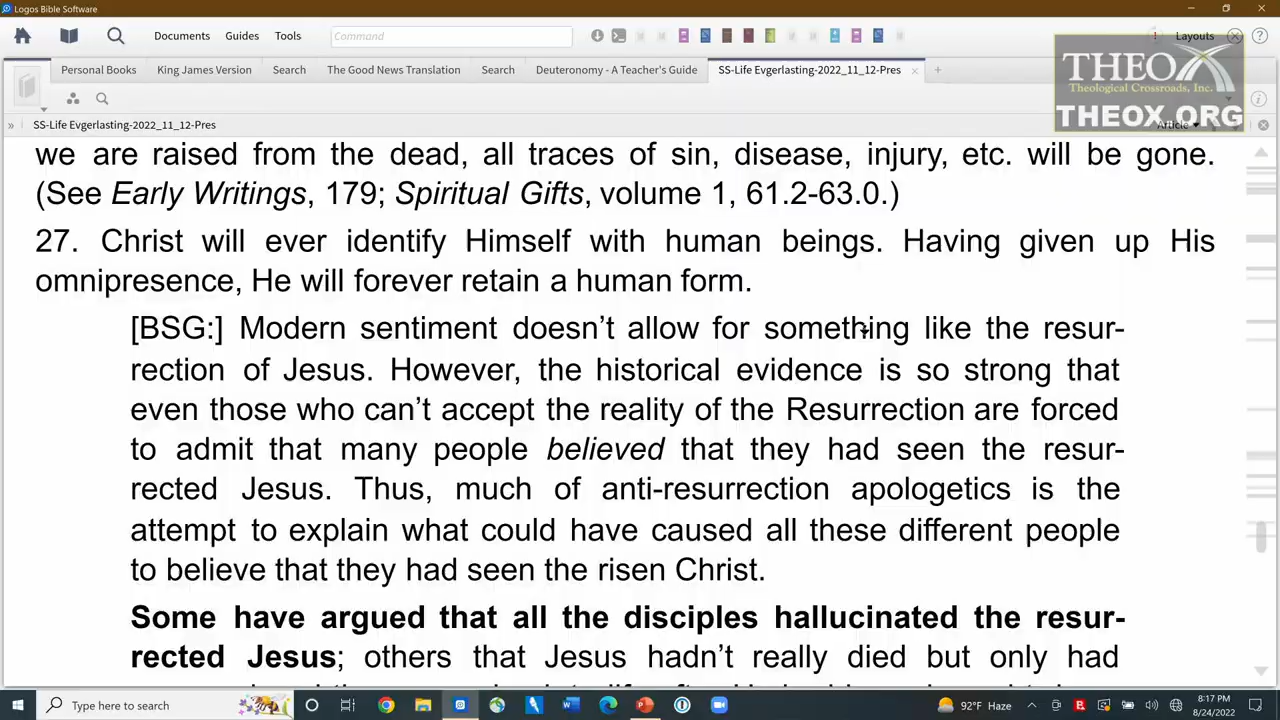 Logos Bible Software
Documents Guides Tools Command Layouts
Personal Books King James Version Search The Good News Translation Search Deuteronomy - A Teacher's Guide SS-Life Evgerlasting-2022_11_12-Pres
THEOX
Theological Crossroads, Inc.
THEOX.ORG
SS-Life Evgerlasting-2022_11_12-Pres Article
we are raised from the dead, all traces of sin, disease, injury, etc. will be gone.
(See Early Writings, 179; Spiritual Gifts, volume 1, 61.2-63.0.)
27. Christ will ever identify Himself with human beings. Having given up His
omnipresence, He will forever retain a human form.
[BSG:] Modern sentiment doesn't allow for something like the resur-
rection of Jesus. However, the historical evidence is so strong that
even those who can't accept the reality of the Resurrection are forced
to admit that many people believed that they had seen the resur-
rected Jesus. Thus, much of anti-resurrection apologetics is the
attempt to explain what could have caused all these different people
to believe that they had seen the risen Christ.
Some have argued that all the disciples hallucinated the resur-
rected Jesus; others that Jesus hadn't really died but only had
Type here to search 92°F Haze 8:17 PM
8/24/2022